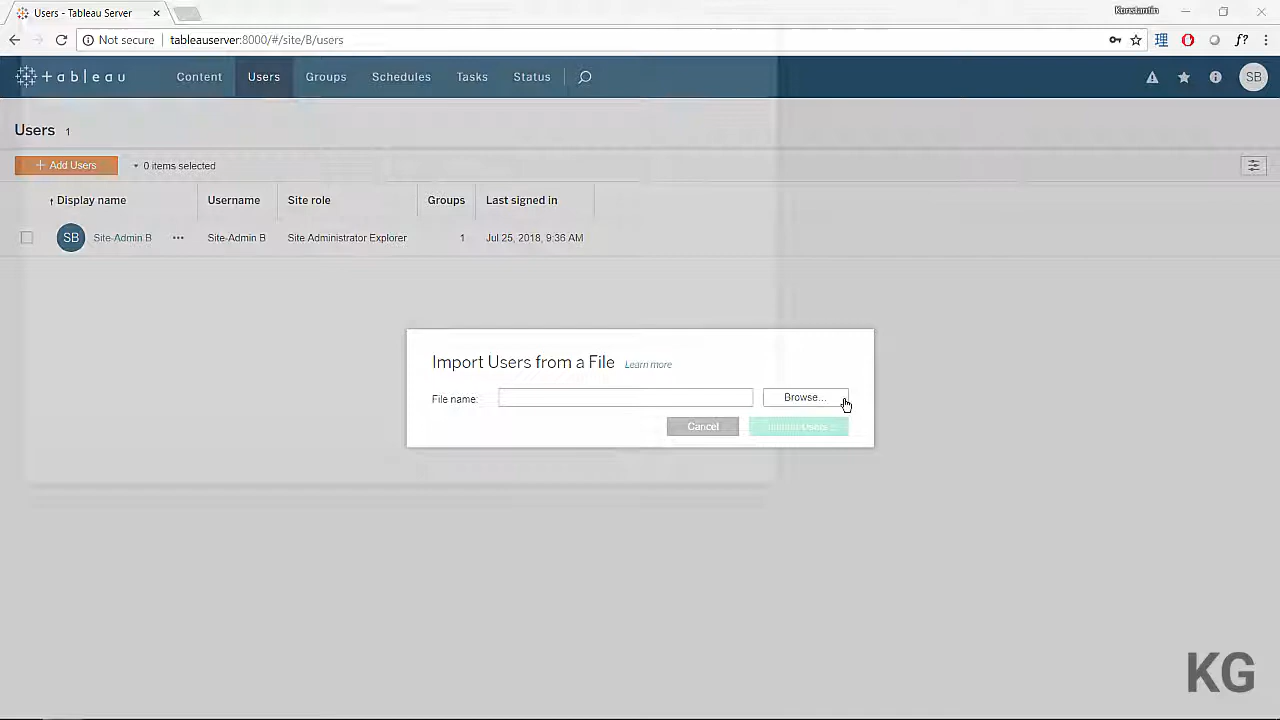 Users - Tableau Server
Konstantin
Not secure tableauserver:8000/#/site/B/users
f?
tableau Content Users Groups Schedules Tasks Status SB
Users 1
+ Add Users 0 items selected
Display name Username Site role Groups Last signed in
SB Site-Admin B ... Site-Admin B Site Administrator Explorer 1 Jul 25, 2018, 9:36 AM
Import Users from a File Learn more
File name: Browse...
Cancel Import Users
KG